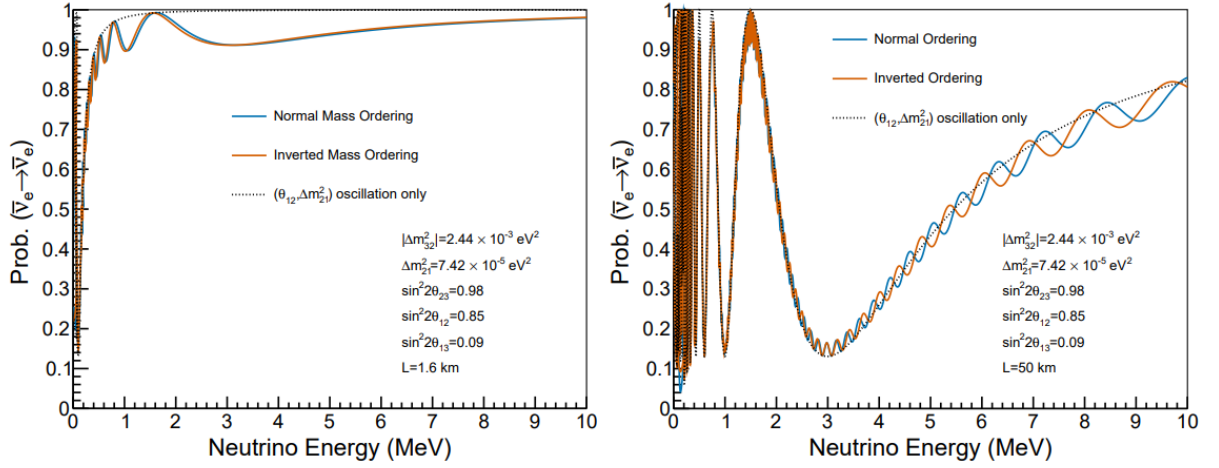 1
0.9
0.8
0.7
0.6
0.5
0.4
0.3
0.2
0.1
0
Prob. (ν̅ₑ→ν̅ₑ)
Normal Mass Ordering
Inverted Mass Ordering
(θ₁₂,Δm²₂₁) oscillation only
|Δm²₃₂|=2.44 × 10⁻³ eV²
Δm²₂₁=7.42 × 10⁻⁵ eV²
sin²2θ₂₃=0.98
sin²2θ₁₂=0.85
sin²2θ₁₃=0.09
L=1.6 km
0 1 2 3 4 5 6 7 8 9 10
Neutrino Energy (MeV)
1
0.9
0.8
0.7
0.6
0.5
0.4
0.3
0.2
0.1
0
Prob. (ν̅ₑ→ν̅ₑ)
Normal Ordering
Inverted Ordering
(θ₁₂,Δm²₂₁) oscillation only
|Δm²₃₂|=2.44 × 10⁻³ eV²
Δm²₂₁=7.42 × 10⁻⁵ eV²
sin²2θ₂₃=0.98
sin²2θ₁₂=0.85
sin²2θ₁₃=0.09
L=50 km
0 1 2 3 4 5 6 7 8 9 10
Neutrino Energy (MeV)